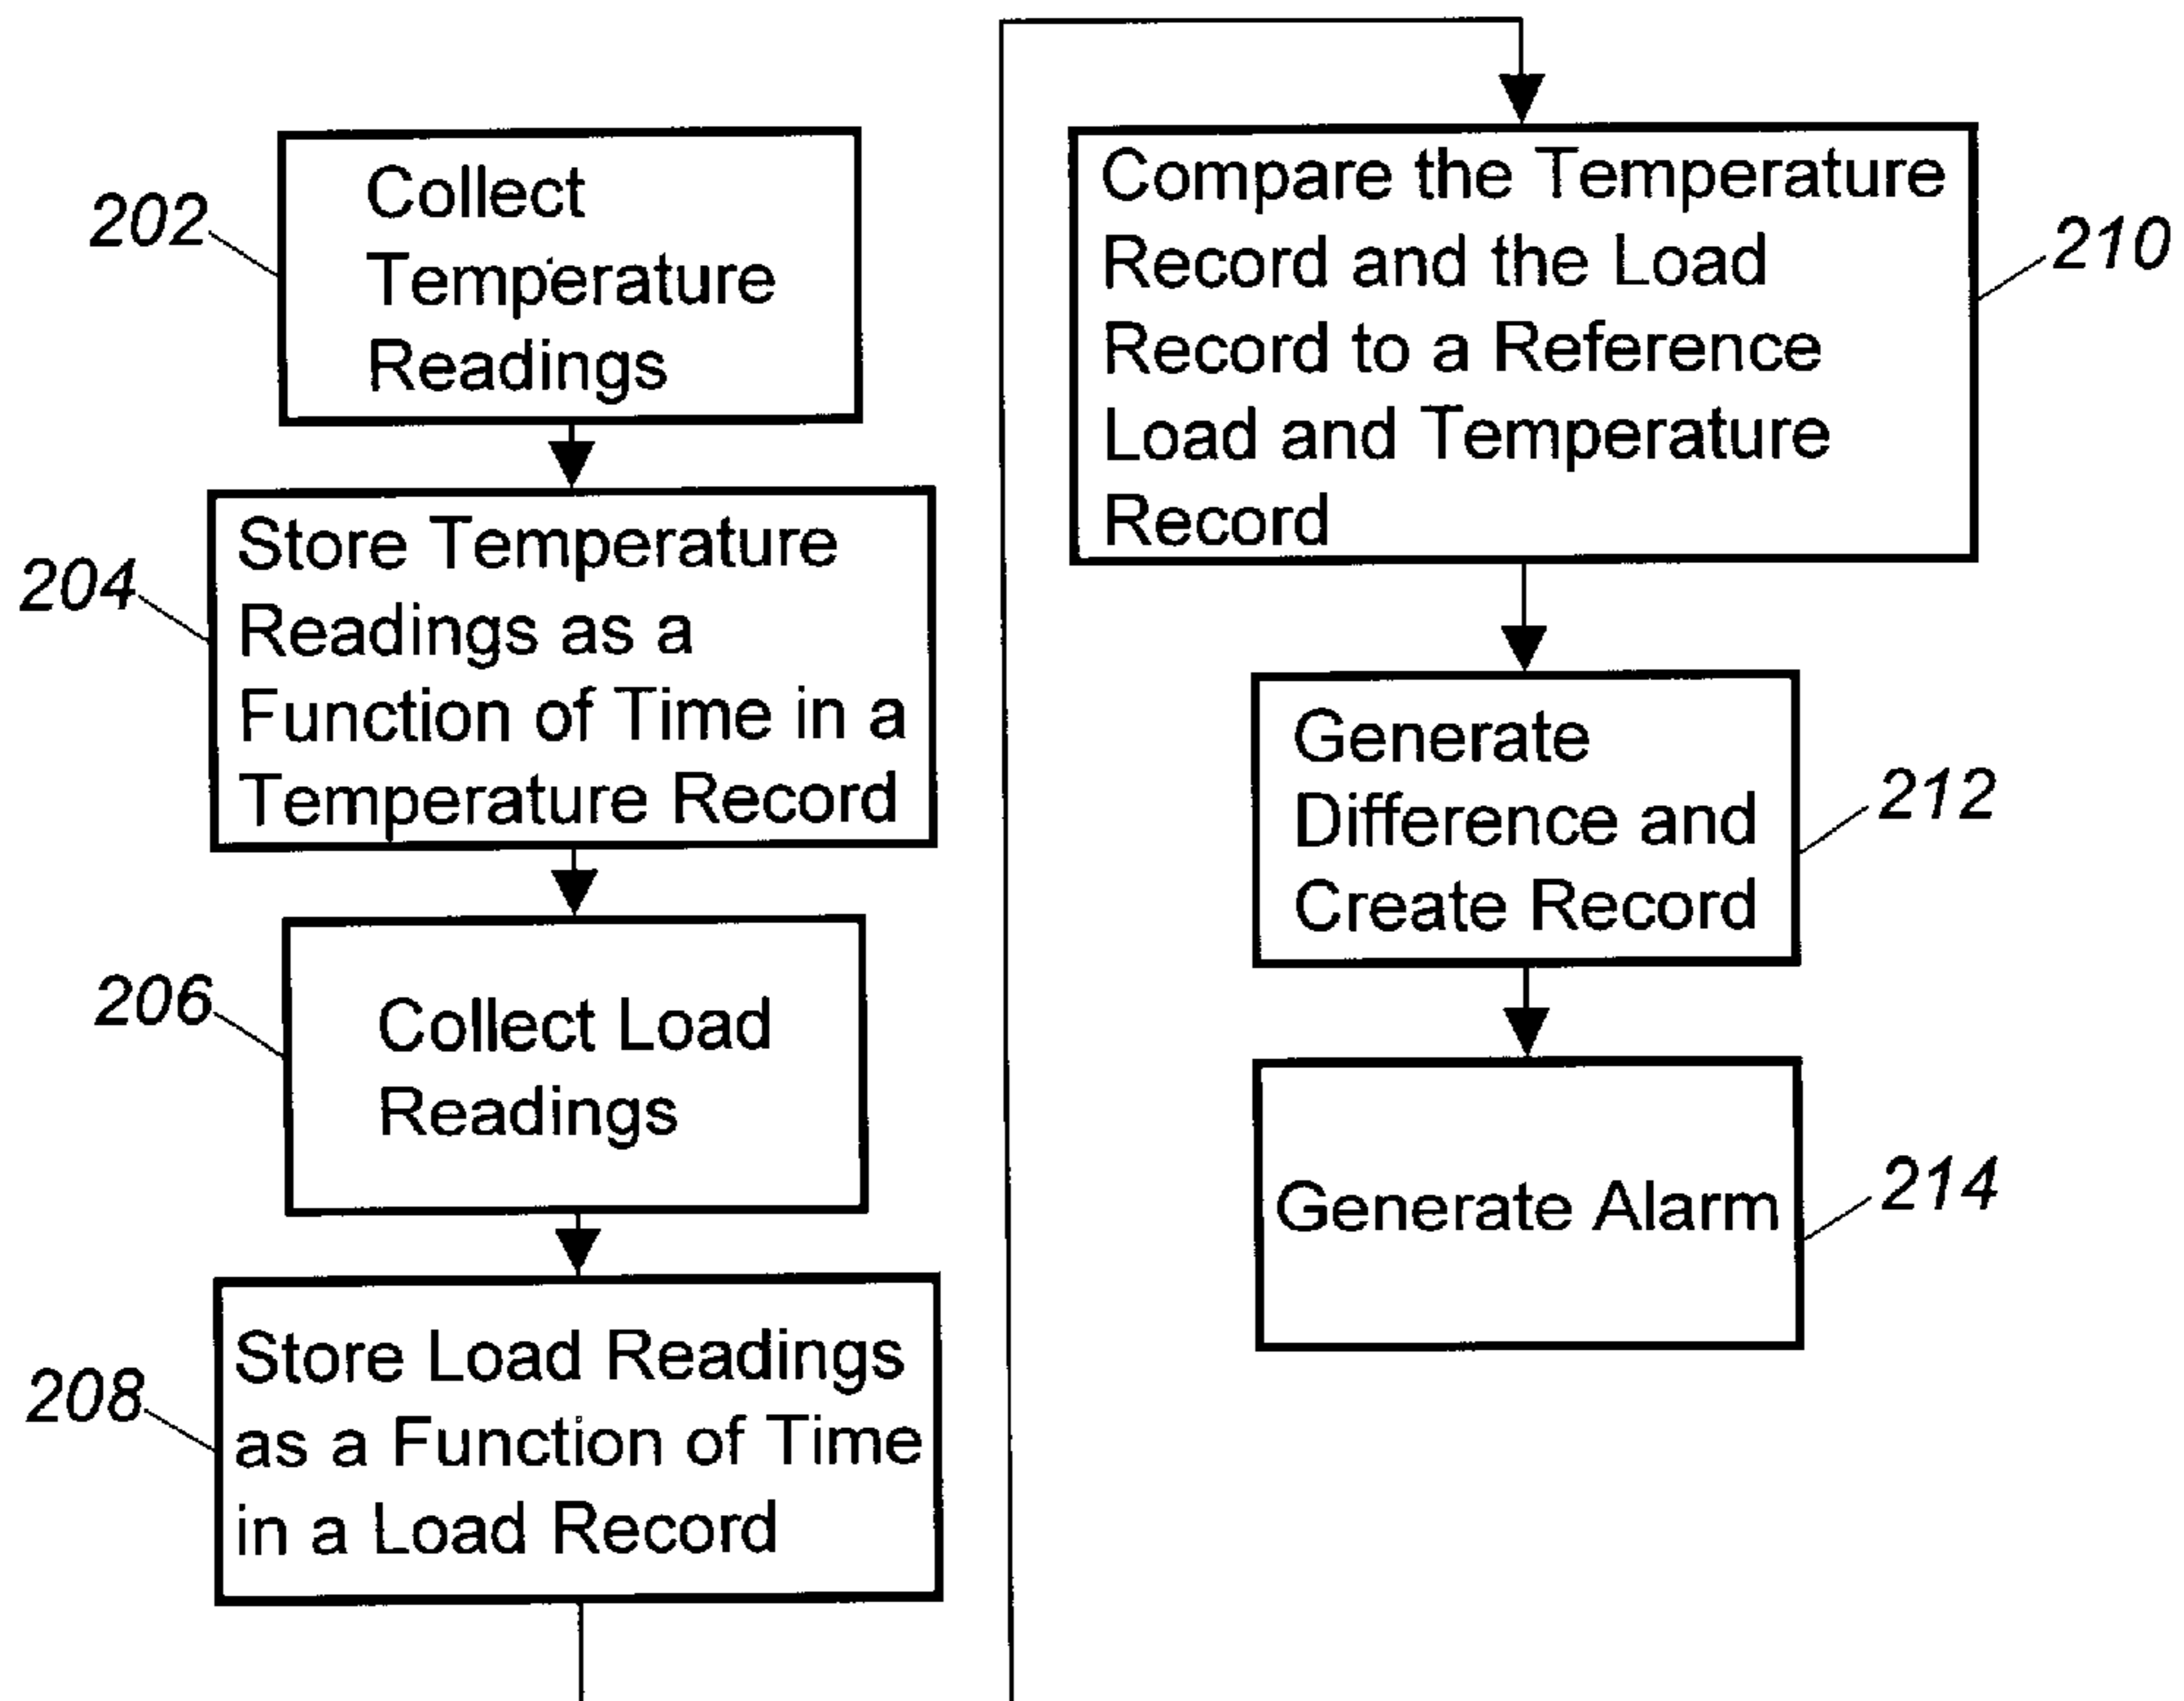 202
Collect
Temperature
Readings
204
Store Temperature
Readings as a
Function of Time in a
Temperature Record
206
Collect Load
Readings
208
Store Load Readings
as a Function of Time
in a Load Record
Compare the Temperature
Record and the Load
Record to a Reference
Load and Temperature
Record
210
Generate
Difference and
Create Record
212
Generate Alarm
214